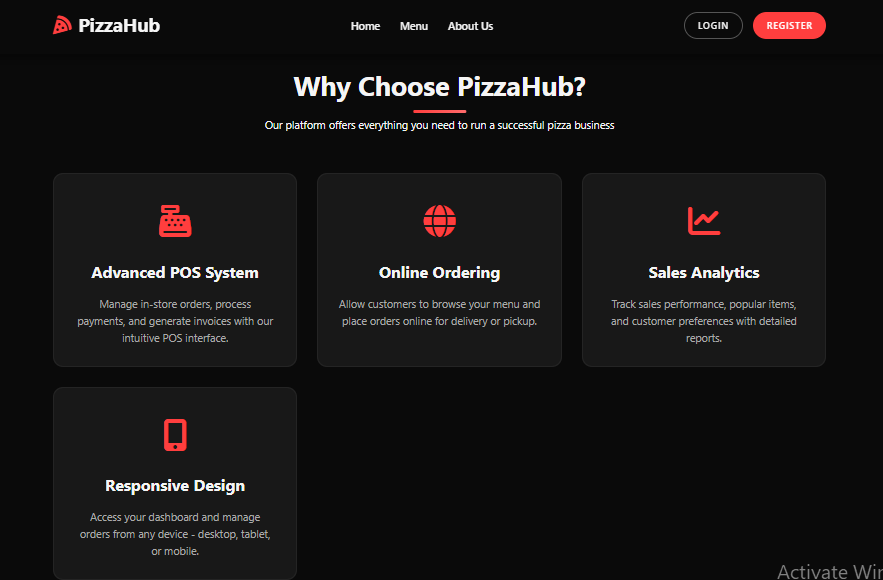 PizzaHub
Home Menu About Us
LOGIN
REGISTER
Why Choose PizzaHub?
Our platform offers everything you need to run a successful pizza business
Advanced POS System
Manage in-store orders, process
payments, and generate invoices with our
intuitive POS interface.
Online Ordering
Allow customers to browse your menu and
place orders online for delivery or pickup.
Sales Analytics
Track sales performance, popular items,
and customer preferences with detailed
reports.
Responsive Design
Access your dashboard and manage
orders from any device - desktop, tablet,
or mobile.
Activate